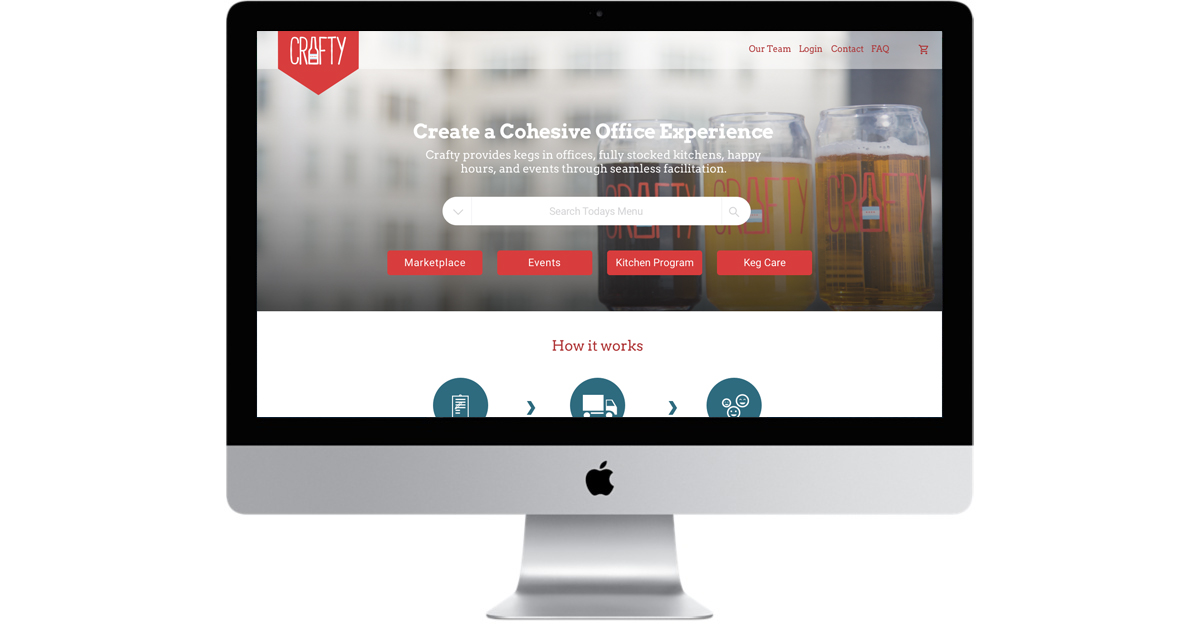 CRAFTY
Our Team Login Contact FAQ
Create a Cohesive Office Experience
Crafty provides kegs in offices, fully stocked kitchens, happy
hours, and events through seamless facilitation.
CRAFTY CRAFTY CRAFTY
Search Todays Menu
Marketplace Events Kitchen Program Keg Care
How it works